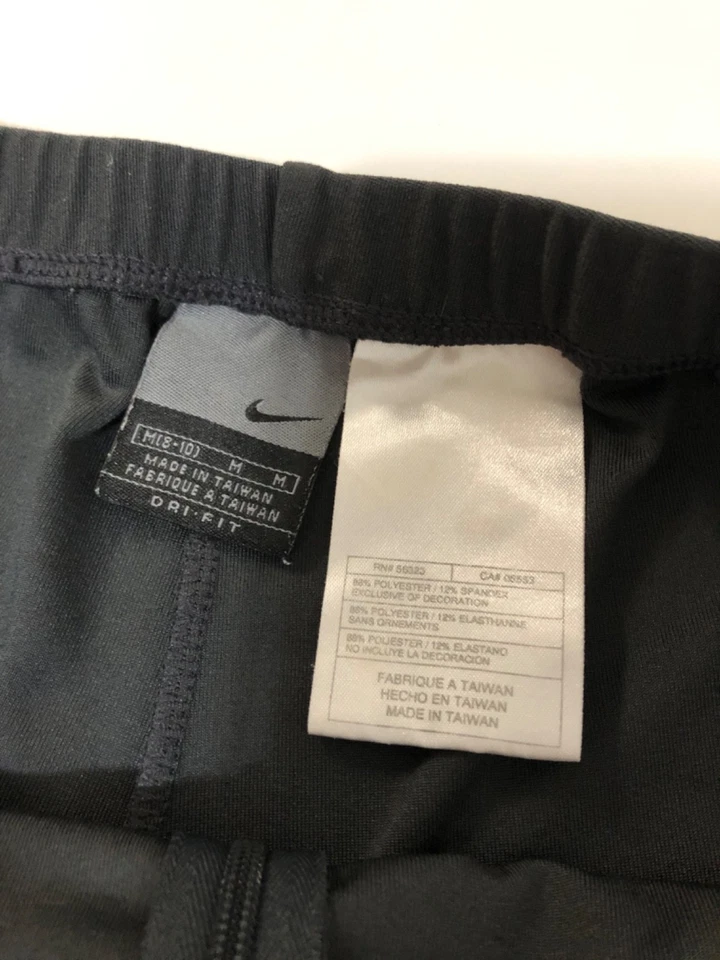 M(8-10) M M
MADE IN TAIWAN
FABRIQUE A TAIWAN
DRI·FIT
RN# 56323 CA# 05553
88% POLYESTER / 12% SPANDEX
EXCLUSIVE OF DECORATION
88% POLYESTER / 12% ELASTHANNE
SANS ORNEMENTS
88% POLIESTER / 12% ELASTANO
NO INCLUYE LA DECORACIÓN
FABRIQUE A TAIWAN
HECHO EN TAIWAN
MADE IN TAIWAN